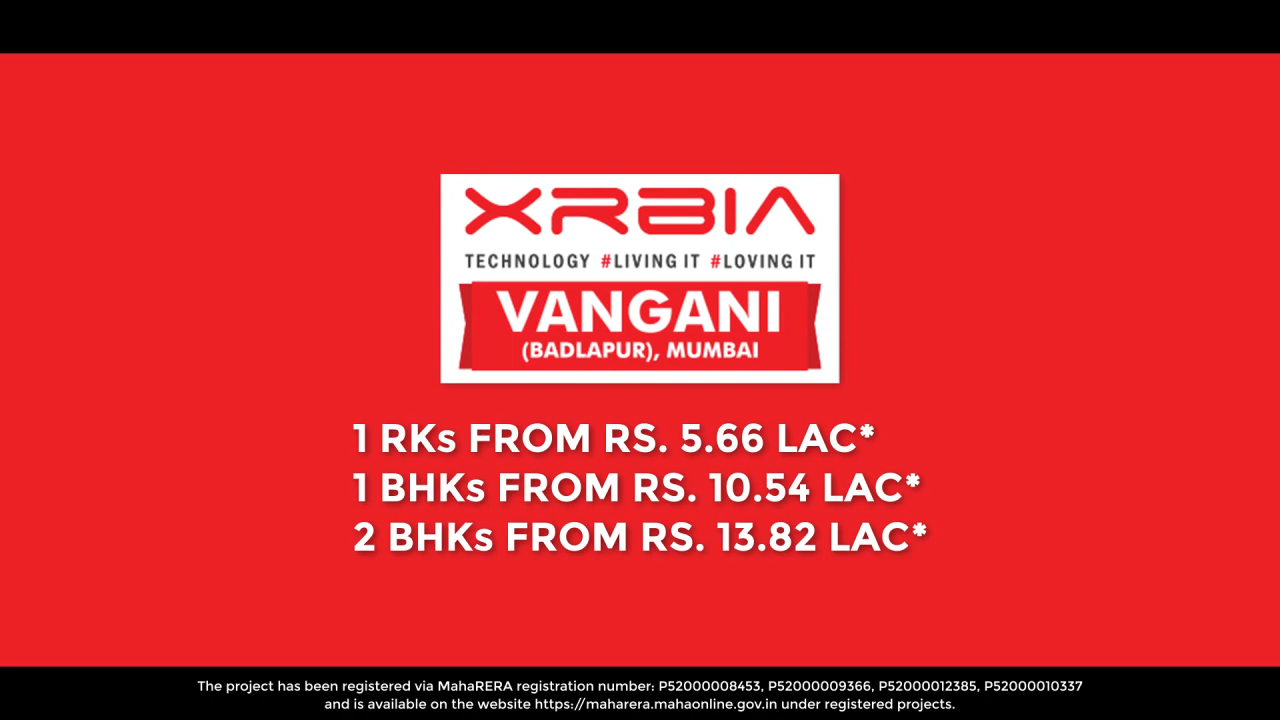 XRBIA
TECHNOLOGY #LIVING IT #LOVING IT
VANGANI
(BADLAPUR), MUMBAI
1 RKs FROM RS. 5.66 LAC*
1 BHKs FROM RS. 10.54 LAC*
2 BHKs FROM RS. 13.82 LAC*
The project has been registered via MahaRERA registration number: P52000008453, P52000009366, P52000012385, P52000010337
and is available on the website https://maharera.mahaonline.gov.in under registered projects.